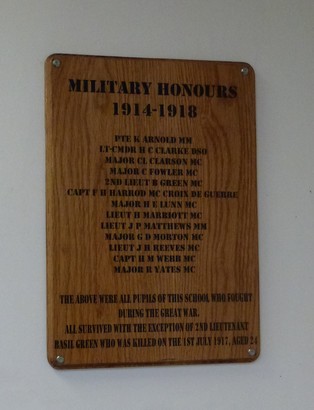 MILITARY HONOURS
1914-1918
PTE K ARNOLD MM
LT-CMDR H C CLARKE DSO
MAJOR CL CLARSON MC
MAJOR C FOWLER MC
2ND LIEUT B GREEN MC
CAPT F H HARROD MC CROIX DE GUERRE
MAJOR H E LUNN MC
LIEUT B MARRIOTT MC
LIEUT J P MATTHEWS MM
MAJOR G D MORTON MC
LIEUT J B REEVES MC
CAPT H M WEBB MC
MAJOR R YATES MC
THE ABOVE WERE ALL PUPILS OF THIS SCHOOL WHO FOUGHT
DURING THE GREAT WAR.
ALL SURVIVED WITH THE EXCEPTION OF 2ND LIEUTENANT
BASIL GREEN WHO WAS KILLED ON THE 1ST JULY 1917, AGED 24